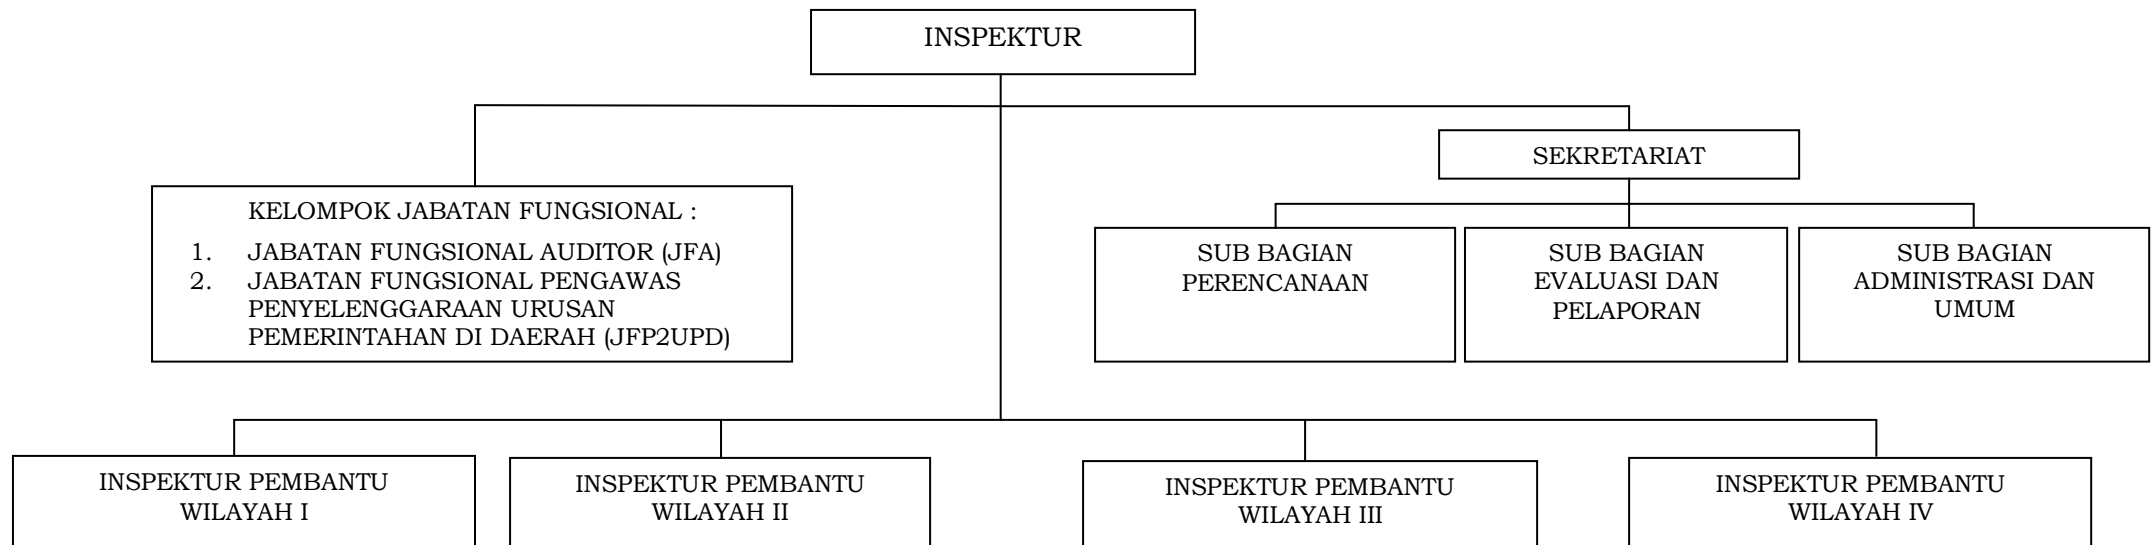 INSPEKTUR
SEKRETARIAT
KELOMPOK JABATAN FUNGSIONAL :
1. JABATAN FUNGSIONAL AUDITOR (JFA)
2. JABATAN FUNGSIONAL PENGAWAS
PENYELENGGARAAN URUSAN
PEMERINTAHAN DI DAERAH (JFP2UPD)
SUB BAGIAN
PERENCANAAN
SUB BAGIAN
EVALUASI DAN
PELAPORAN
SUB BAGIAN
ADMINISTRASI DAN
UMUM
INSPEKTUR PEMBANTU
WILAYAH I
INSPEKTUR PEMBANTU
WILAYAH II
INSPEKTUR PEMBANTU
WILAYAH III
INSPEKTUR PEMBANTU
WILAYAH IV